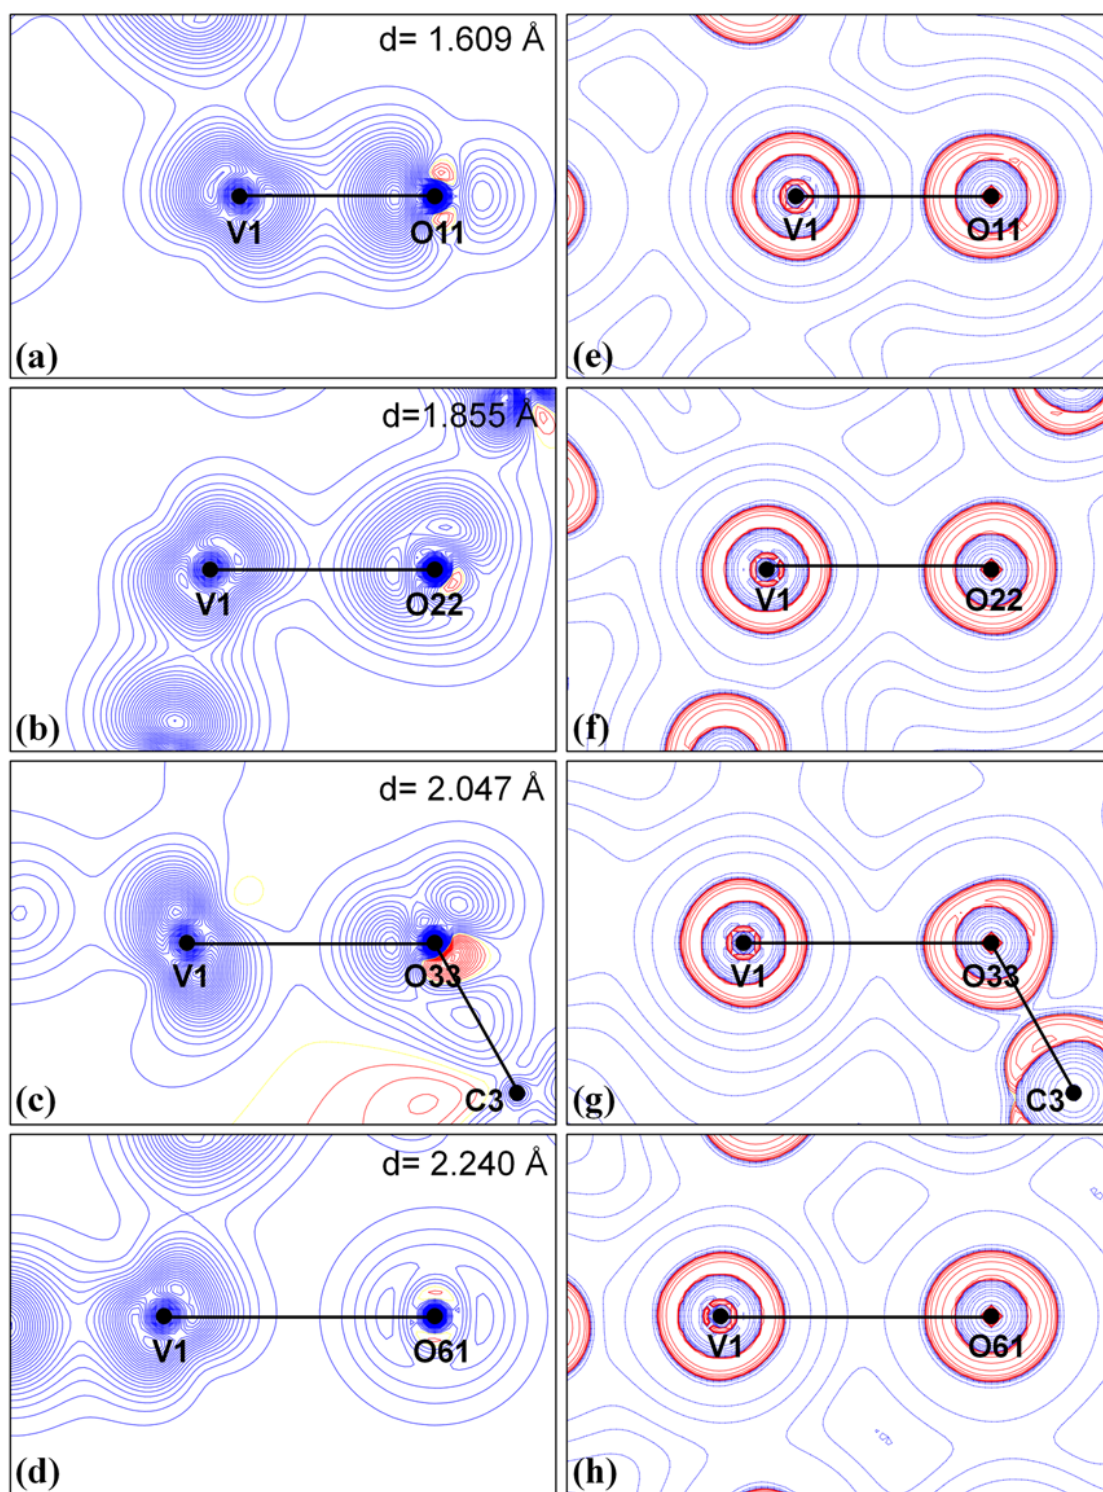 d= 1.609 Å
V1 O11
(a)
V1 O11
(e)
d=1.855 Å
V1 O22
(b)
V1 O22
(f)
d= 2.047 Å
V1 O33
C3
(c)
V1 O33
C3
(g)
d= 2.240 Å
V1 O61
(d)
V1 O61
(h)